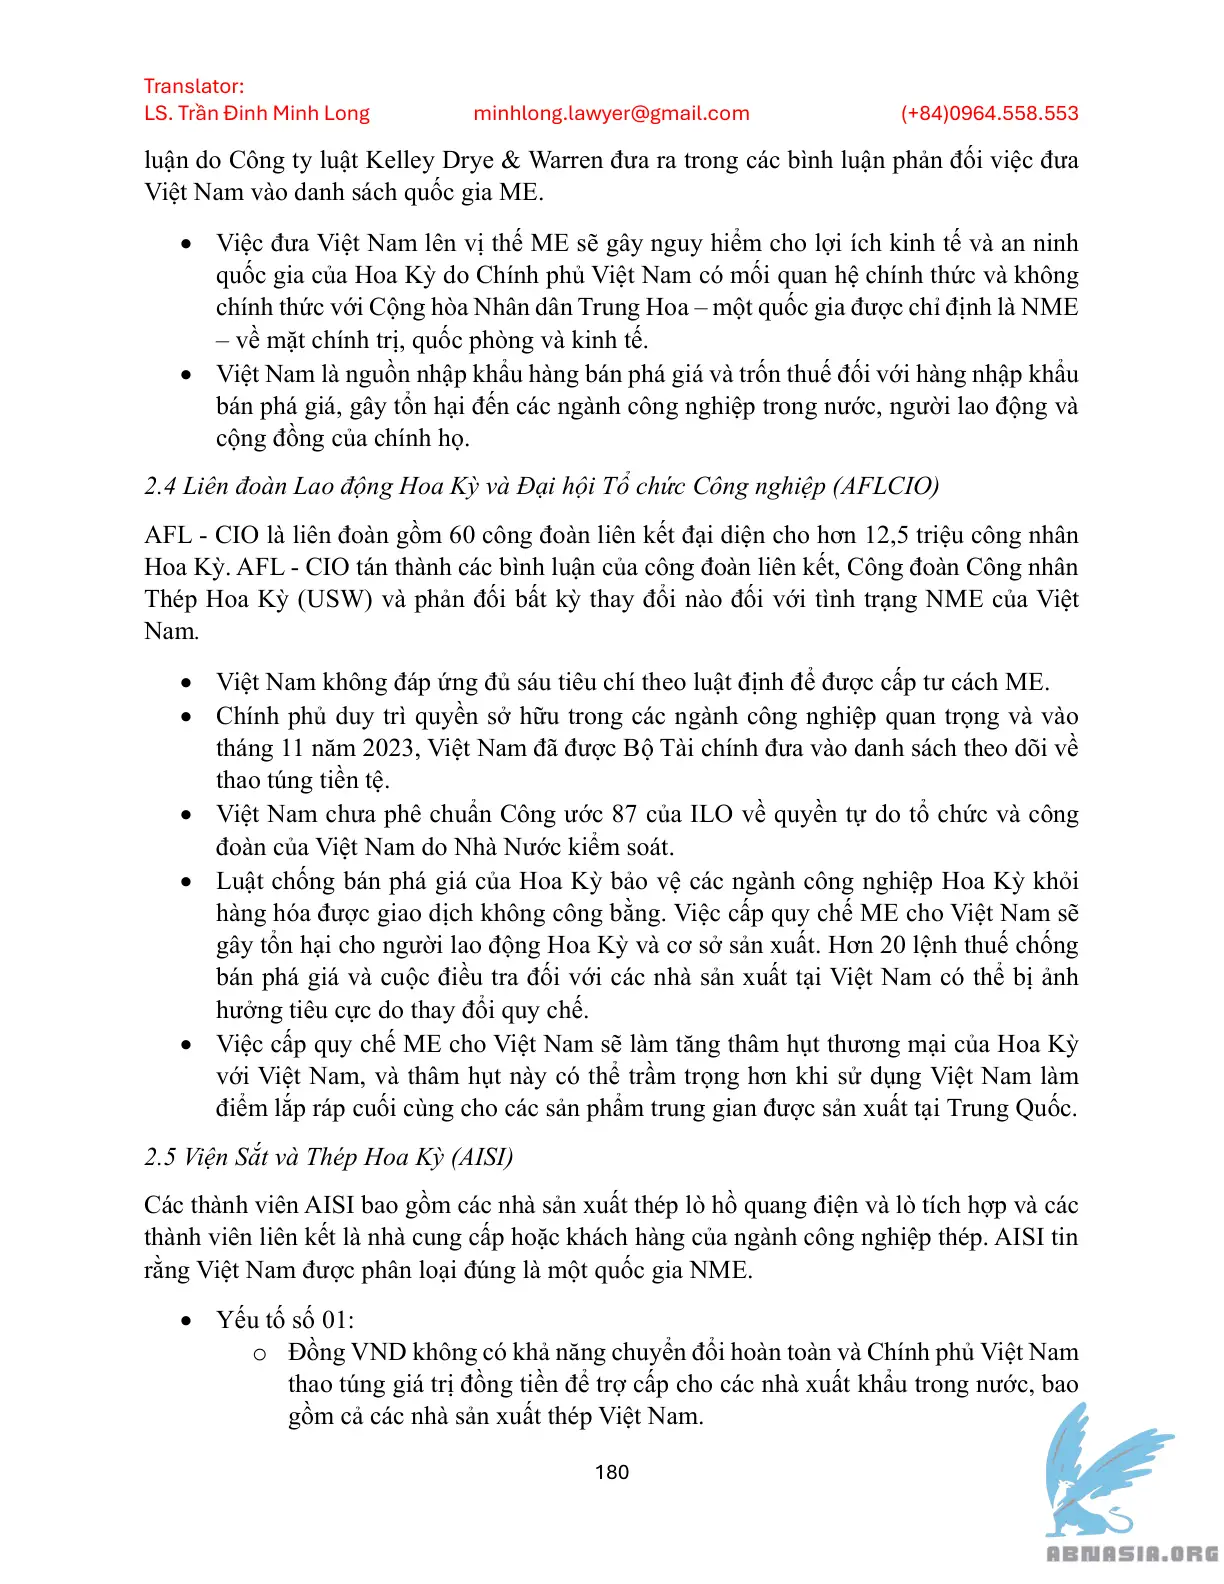 Translator:
LS. Trần Đình Minh Long minhlong.lawyer@gmail.com (+84)0964.558.553
luận do Công ty luật Kelley Drye & Warren đưa ra trong các bình luận phản đối việc đưa
Việt Nam vào danh sách quốc gia ME.
• Việc đưa Việt Nam lên vị thế ME sẽ gây nguy hiểm cho lợi ích kinh tế và an ninh
quốc gia của Hoa Kỳ do Chính phủ Việt Nam có mối quan hệ chính thức và không
chính thức với Cộng hòa Nhân dân Trung Hoa – một quốc gia được chỉ định là NME
– về mặt chính trị, quốc phòng và kinh tế.
• Việt Nam là nguồn nhập khẩu hàng bán phá giá và trốn thuế đối với hàng nhập khẩu
bán phá giá, gây tổn hại đến các ngành công nghiệp trong nước, người lao động và
cộng đồng của chính họ.
2.4 Liên đoàn Lao động Hoa Kỳ và Đại hội Tổ chức Công nghiệp (AFLCIO)
AFL - CIO là liên đoàn gồm 60 công đoàn liên kết đại diện cho hơn 12,5 triệu công nhân
Hoa Kỳ. AFL - CIO tán thành các bình luận của công đoàn liên kết, Công đoàn Công nhân
Thép Hoa Kỳ (USW) và phản đối bất kỳ thay đổi nào đối với tình trạng NME của Việt
Nam.
• Việt Nam không đáp ứng đủ sáu tiêu chí theo luật định để được cấp tư cách ME.
• Chính phủ duy trì quyền sở hữu trong các ngành công nghiệp quan trọng và vào
tháng 11 năm 2023, Việt Nam đã được Bộ Tài chính đưa vào danh sách theo dõi về
thao túng tiền tệ.
• Việt Nam chưa phê chuẩn Công ước 87 của ILO về quyền tự do tổ chức và công
đoàn của Việt Nam do Nhà Nước kiểm soát.
• Luật chống bán phá giá của Hoa Kỳ bảo vệ các ngành công nghiệp Hoa Kỳ khỏi
hàng hóa được giao dịch không công bằng. Việc cấp quy chế ME cho Việt Nam sẽ
gây tổn hại cho người lao động Hoa Kỳ và cơ sở sản xuất. Hơn 20 lệnh thuế chống
bán phá giá và cuộc điều tra đối với các nhà sản xuất tại Việt Nam có thể bị ảnh
hưởng tiêu cực do thay đổi quy chế.
• Việc cấp quy chế ME cho Việt Nam sẽ làm tăng thâm hụt thương mại của Hoa Kỳ
với Việt Nam, và thâm hụt này có thể trầm trọng hơn khi sử dụng Việt Nam làm
điểm lắp ráp cuối cùng cho các sản phẩm trung gian được sản xuất tại Trung Quốc.
2.5 Viện Sắt và Thép Hoa Kỳ (AISI)
Các thành viên AISI bao gồm các nhà sản xuất thép lò hồ quang điện và lò tích hợp và các
thành viên liên kết là nhà cung cấp hoặc khách hàng của ngành công nghiệp thép. AISI tin
rằng Việt Nam được phân loại đúng là một quốc gia NME.
• Yếu tố số 01:
o Đồng VND không có khả năng chuyển đổi hoàn toàn và Chính phủ Việt Nam
thao túng giá trị đồng tiền để trợ cấp cho các nhà xuất khẩu trong nước, bao
gồm cả các nhà sản xuất thép Việt Nam.
180
ABNASIA.ORG